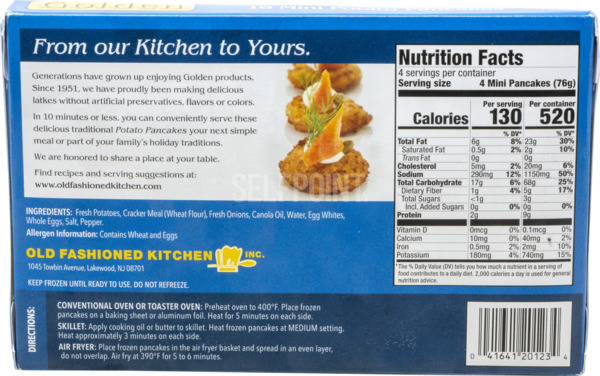 Golden
18 Mini Potato Pancakes
From our Kitchen to Yours.
Generations have grown up enjoying Golden products.
Since 1951, we have proudly been making delicious
latkes without artificial preservatives, flavors or colors.
In 10 minutes or less, you can conveniently serve these
delicious traditional Potato Pancakes your next simple
meal or part of your family's holiday traditions.
We are honored to share a place at your table.
Find recipes and serving suggestions at:
www.oldfashionedkitchen.com
SELFPOINT
INGREDIENTS: Fresh Potatoes, Cracker Meal (Wheat Flour), Fresh Onions, Canola Oil, Water, Egg Whites,
Whole Eggs, Salt, Pepper.
Allergen Information: Contains Wheat and Eggs
OLD FASHIONED KITCHEN INC.
1045 Towbin Avenue, Lakewood, NJ 08701
KEEP FROZEN UNTIL READY TO USE. DO NOT REFREEZE.
Nutrition Facts
4 servings per container
Serving size 4 Mini Pancakes (76g)
Per serving Per container
Calories 130 520
% DV* % DV*
Total Fat 6g 8% 23g 30%
Saturated Fat 0.5g 2% 2g 10%
Trans Fat 0g 0g
Cholesterol 5mg 2% 20mg 6%
Sodium 290mg 12% 1150mg 50%
Total Carbohydrate 17g 6% 68g 25%
Dietary Fiber 1g 4% 5g 17%
Total Sugars <1g 3g
Incl. Added Sugars 0g 0% 0g 0%
Protein 2g 9g
Vitamin D 0mcg 0% 0.1mcg 0%
Calcium 10mg 0% 40mg 2%
Iron 0.5mg 2% 2mg 10%
Potassium 180mg 4% 740mg 15%
*The % Daily Value (DV) tells you how much a nutrient in a serving of
food contributes to a daily diet. 2,000 calories a day is used for general
nutrition advice.
DIRECTIONS:
CONVENTIONAL OVEN OR TOASTER OVEN: Preheat oven to 400°F. Place frozen
pancakes on a baking sheet or aluminum foil. Heat for 5 minutes on each side.
SKILLET: Apply cooking oil or butter to skillet. Heat frozen pancakes at MEDIUM setting.
Heat approximately 3 minutes on each side.
AIR FRYER: Place frozen pancakes in the air fryer basket and spread in an even layer,
do not overlap. Air fry at 390°F for 5 to 6 minutes.
0 41641 20123 4